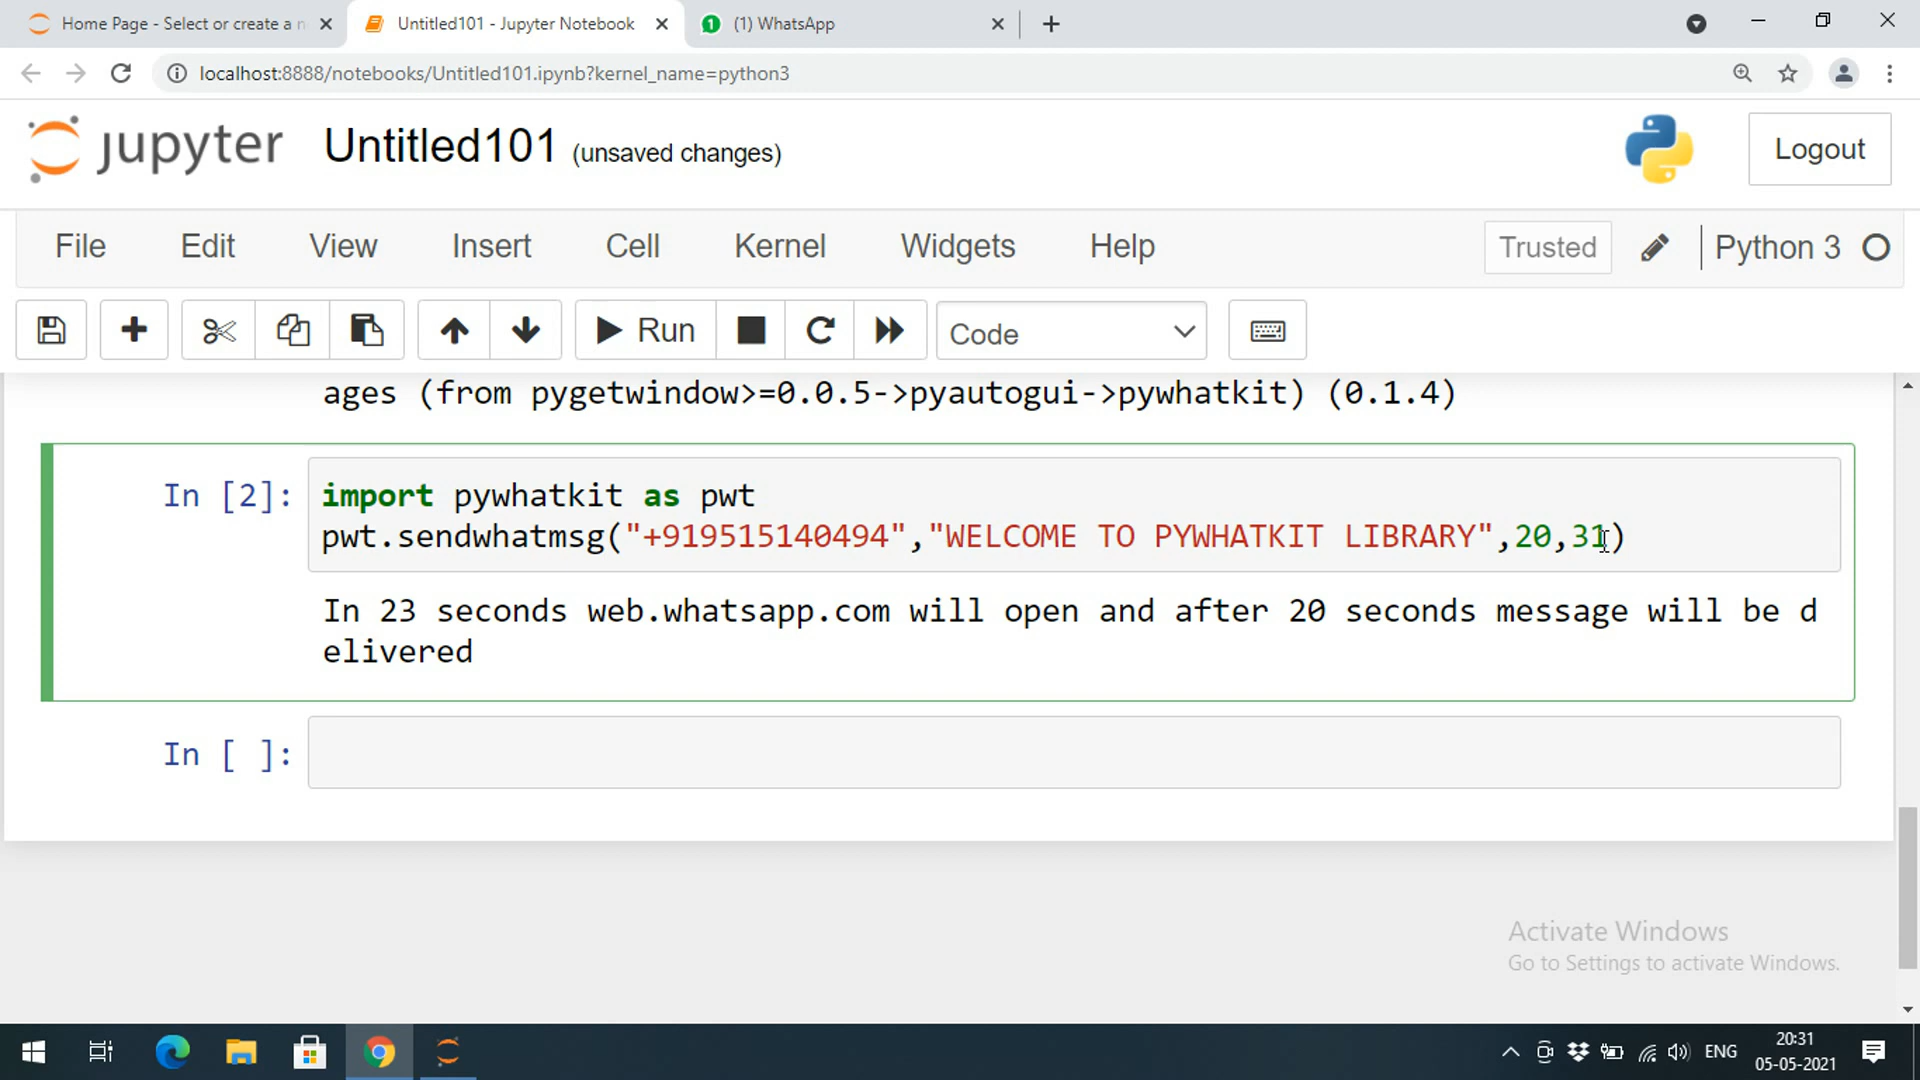 Home Page - Select or create a n
Untitled101 - Jupyter Notebook
(1) WhatsApp
localhost:8888/notebooks/Untitled101.ipynb?kernel_name=python3
jupyter Untitled101 (unsaved changes)
Logout
File Edit View Insert Cell Kernel Widgets Help
Trusted
Python 3
Run
Code
ages (from pygetwindow>=0.0.5->pyautogui->pywhatkit) (0.1.4)
In [2]: import pywhatkit as pwt
pwt.sendwhatmsg("+919515140494","WELCOME TO PYWHATKIT LIBRARY",20,31)
In 23 seconds web.whatsapp.com will open and after 20 seconds message will be d
elivered
In [ ]:
Activate Windows
Go to Settings to activate Windows.
ENG
20:31
05-05-2021